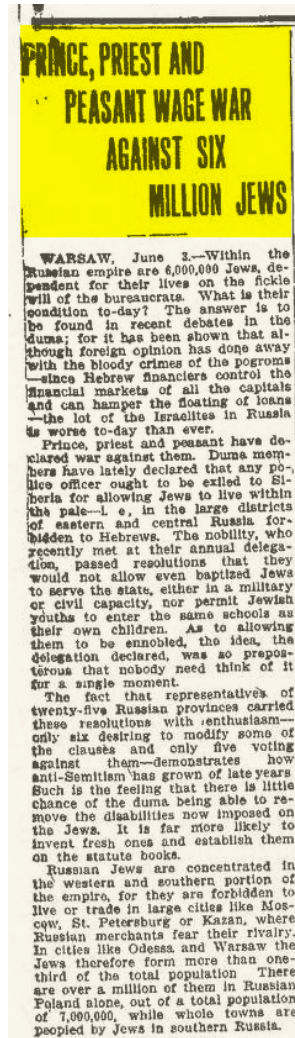 PRINCE, PRIEST AND
PEASANT WAGE WAR
AGAINST SIX
MILLION JEWS
WARSAW, June 3.—Within the
Russian empire are 6,000,000 Jews, de-
pendent for their lives on the fickle
will of the bureaucrats. What is their
condition to-day? The answer is to
be found in recent debates in the
duma; for it has been shown that al-
though foreign opinion has done away
with the bloody crimes of the pogroms
—since Hebrew financiers control the
financial markets of all the capitals
and can hamper the floating of loans
—the lot of the Israelites in Russia
is worse to-day than ever.
Prince, priest and peasant have de-
clared war against them. Duma mem-
bers have lately declared that any po-
lice officer ought to be exiled to Si-
beria for allowing Jews to live within
the pale—i. e, in the large districts
of eastern and central Russia for-
bidden to Hebrews. The nobility, who
recently met at their annual delega-
tion, passed resolutions that they
would not allow even baptized Jews
to serve the state, either in a military
or civil capacity, nor permit Jewish
youths to enter the same schools as
their own children. As to allowing
them to be ennobled, the idea, the
delegation declared, was so prepos-
terous that nobody need think of it
for a single moment.
The fact that representatives of
twenty-five Russian provinces carried
these resolutions with enthusiasm—
only six desiring to modify some of
the clauses and only five voting
against them—demonstrates how
anti-Semitism has grown of late years
Such is the feeling that there is little
chance of the duma being able to re-
move the disabilities now imposed on
the Jews. It is far more likely to
invent fresh ones and establish them
on the statute books.
Russian Jews are concentrated in
the western and southern portion of
the empire, for they are forbidden to
live or trade in large cities like Mos-
cow, St. Petersburg or Kazan, where
Russian merchants fear their rivalry.
In cities like Odessa and Warsaw the
Jews therefore form more than one-
third of the total population There
are over a million of them in Russian
Poland alone, out of a total population
of 7,000,000, while whole towns are
peopled by Jews in southern Russia.